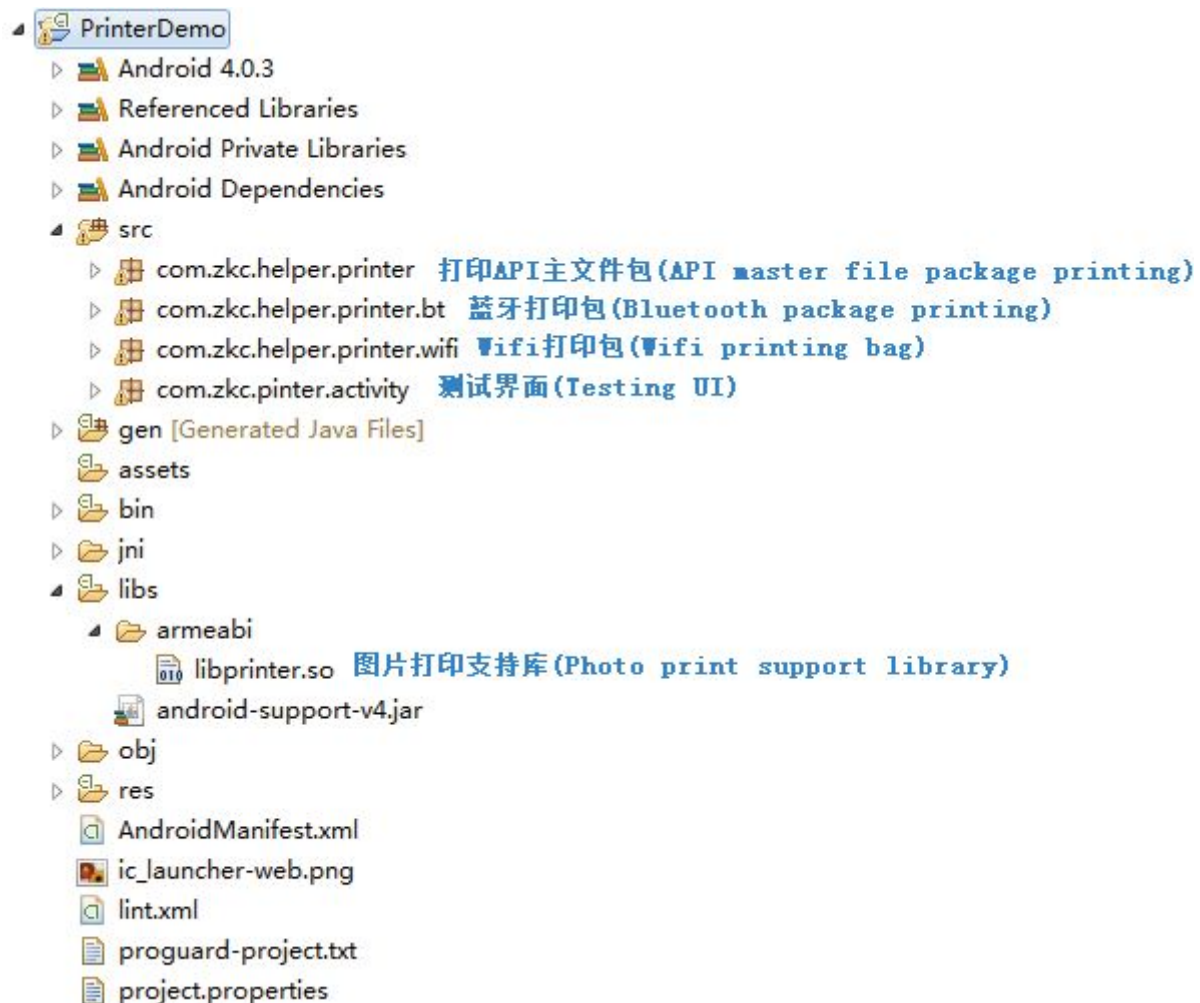 PrinterDemo
Android 4.0.3
Referenced Libraries
Android Private Libraries
Android Dependencies
src
com.zkc.helper.printer 打印API主文件包(API master file package printing)
com.zkc.helper.printer.bt 蓝牙打印包(Bluetooth package printing)
com.zkc.helper.printer.wifi Wifi打印包(Wifi printing bag)
com.zkc.pinter.activity 测试界面(Testing UI)
gen [Generated Java Files]
assets
bin
jni
libs
armeabi
libprinter.so 图片打印支持库(Photo print support library)
android-support-v4.jar
obj
res
AndroidManifest.xml
ic_launcher-web.png
lint.xml
proguard-project.txt
project.properties